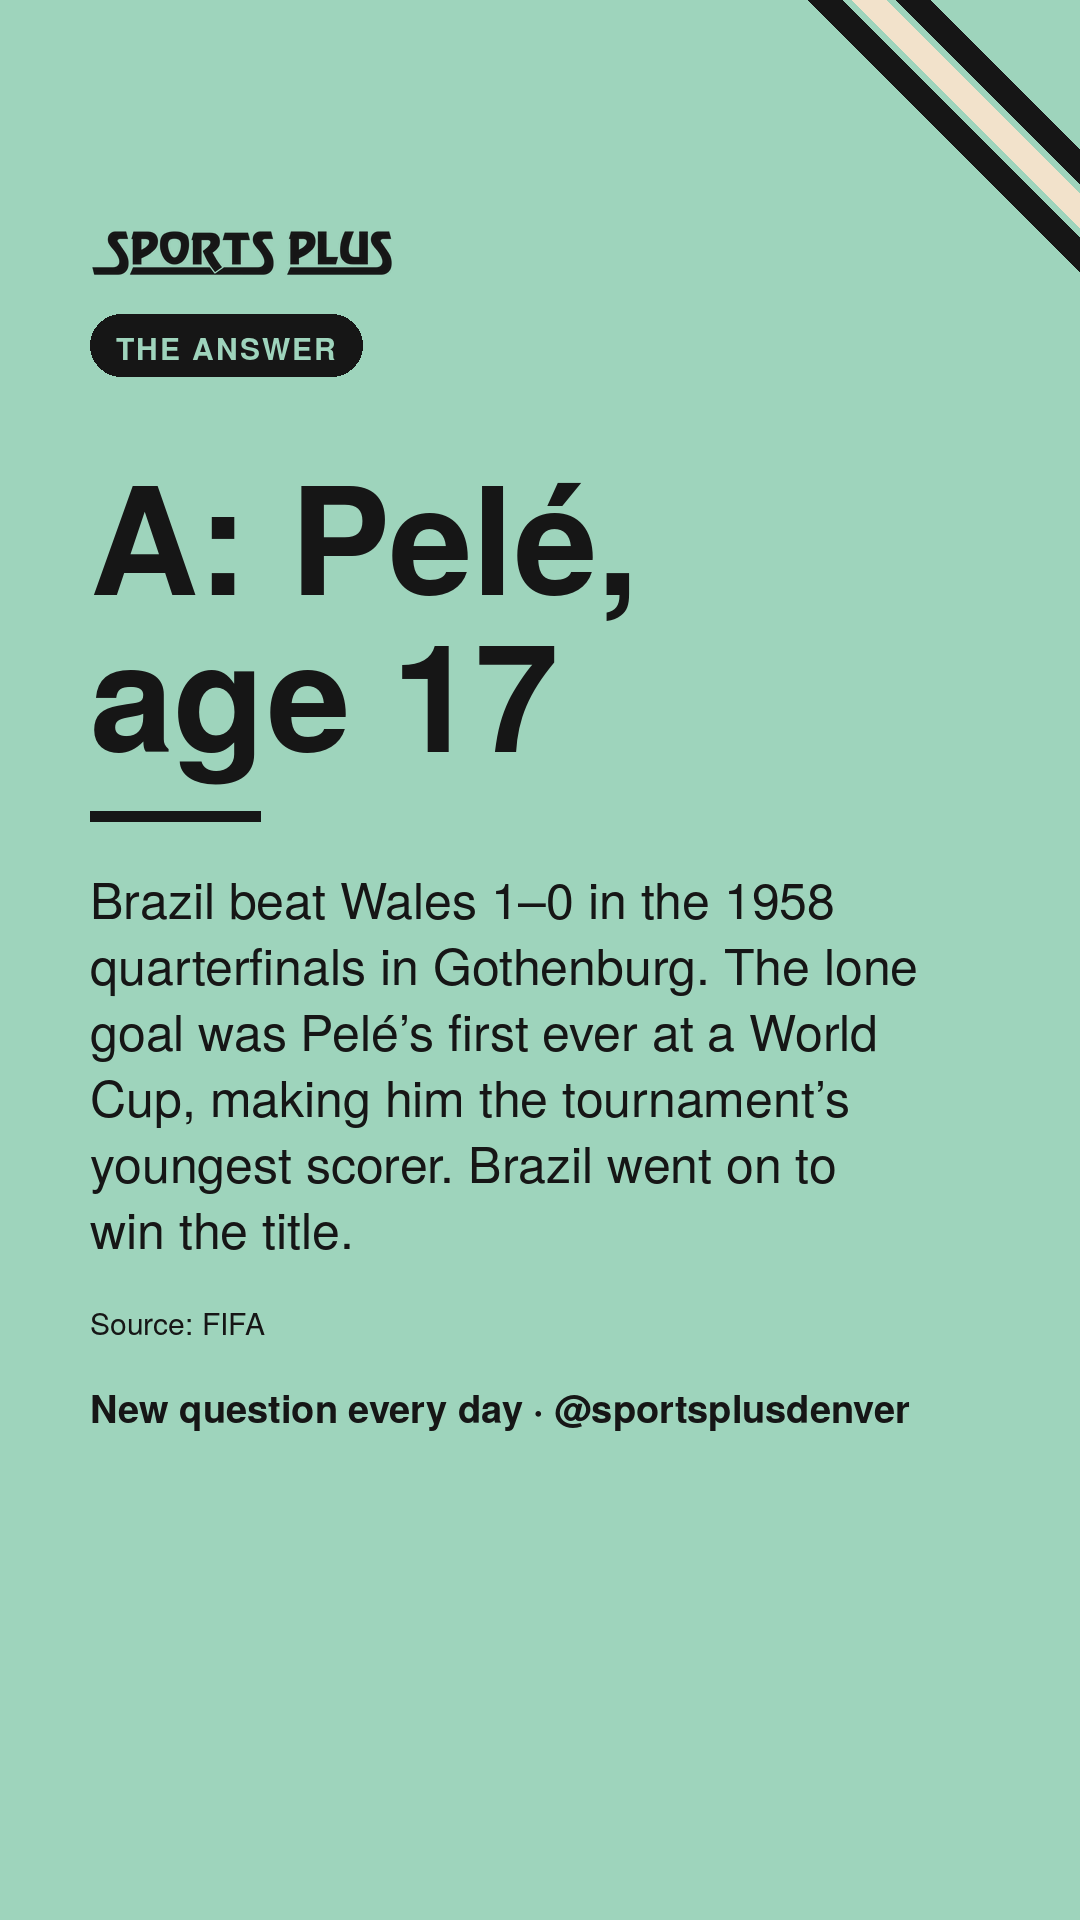 SPORTS PLUS
THE ANSWER
A: Pelé,
age 17
Brazil beat Wales 1–0 in the 1958
quarterfinals in Gothenburg. The lone
goal was Pelé’s first ever at a World
Cup, making him the tournament’s
youngest scorer. Brazil went on to
win the title.
Source: FIFA
New question every day · @sportsplusdenver